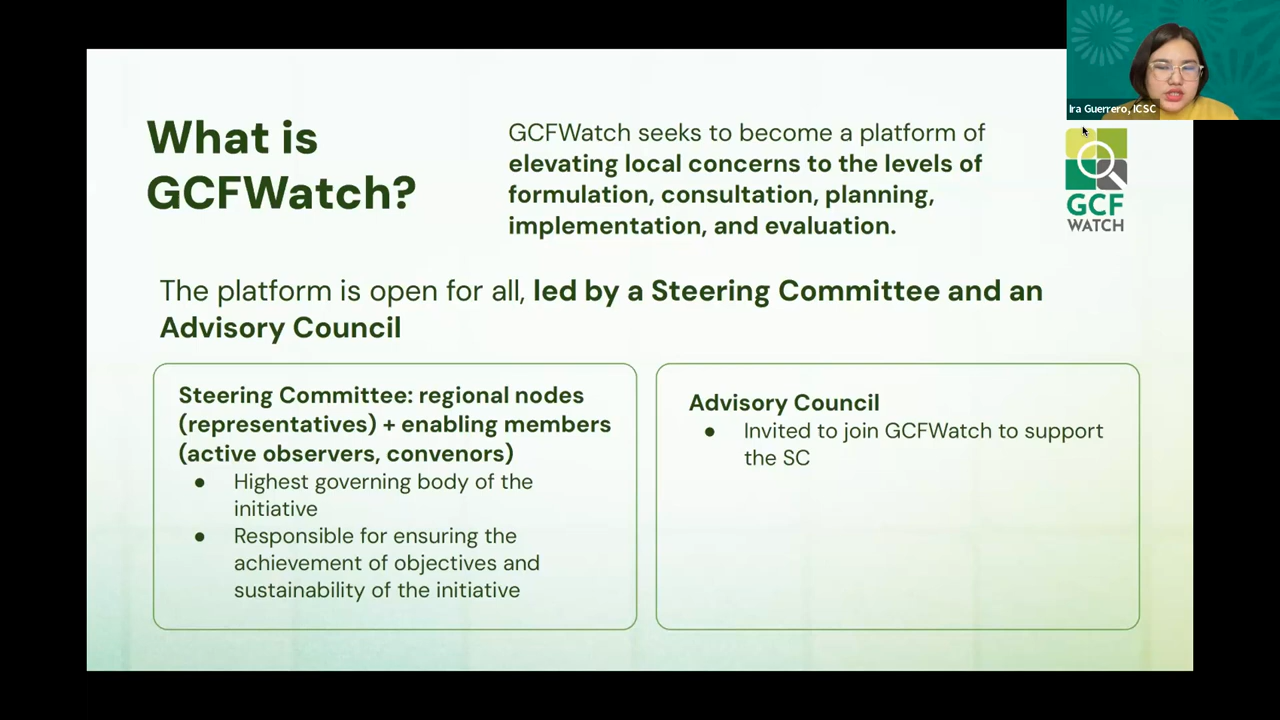 Ira Guerrero, ICSC
What is
GCFWatch?
GCFWatch seeks to become a platform of
elevating local concerns to the levels of
formulation, consultation, planning,
implementation, and evaluation.
GCF
WATCH
The platform is open for all, led by a Steering Committee and an
Advisory Council
Steering Committee: regional nodes
(representatives) + enabling members
(active observers, convenors)
● Highest governing body of the
initiative
● Responsible for ensuring the
achievement of objectives and
sustainability of the initiative
Advisory Council
● Invited to join GCFWatch to support
the SC